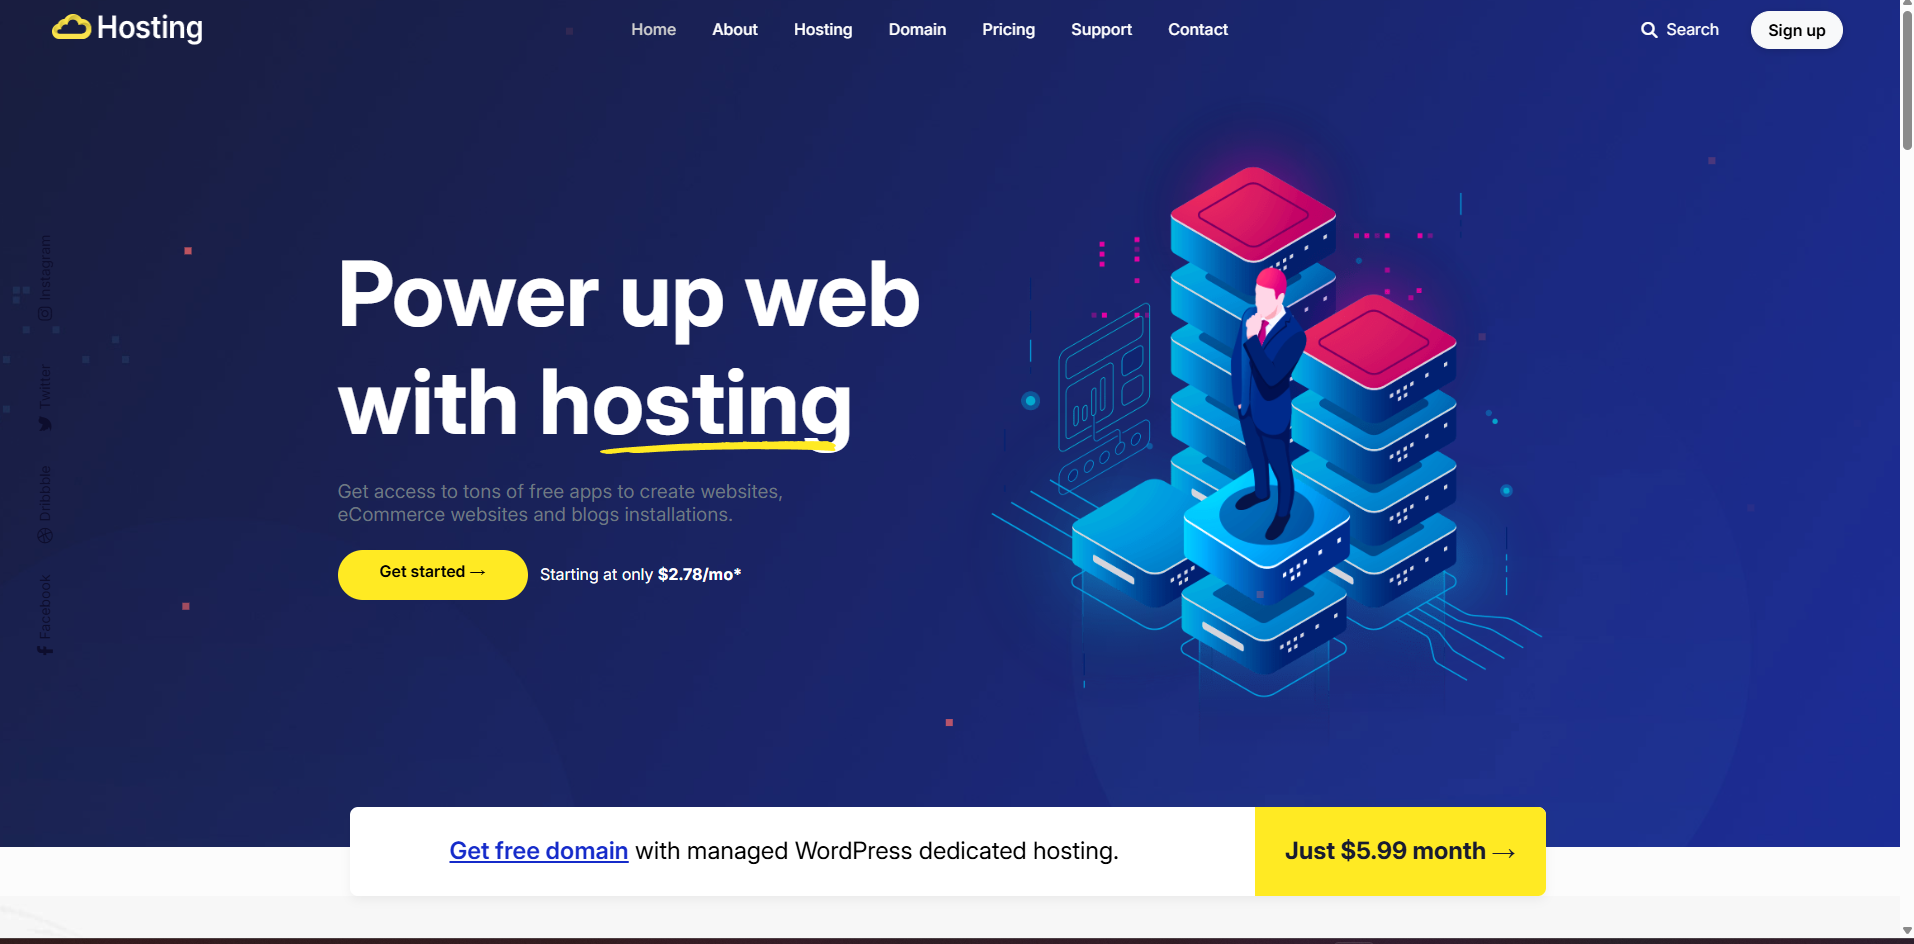 Hosting
Home About Hosting Domain Pricing Support Contact
Search
Sign up
Instagram
Twitter
Dribbble
Facebook
Power up web
with hosting
Get access to tons of free apps to create websites,
eCommerce websites and blogs installations.
Get started →
Starting at only $2.78/mo*
Get free domain with managed WordPress dedicated hosting.
Just $5.99 month →